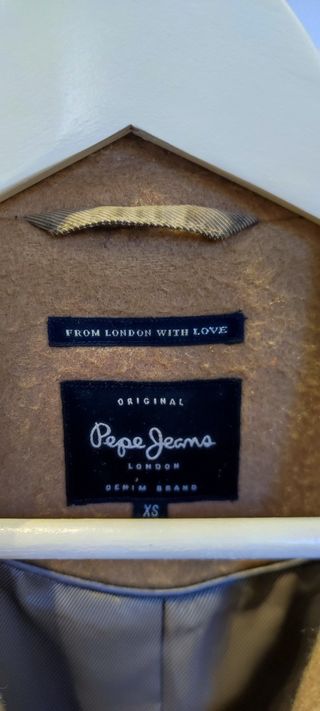 FROM LONDON WITH LOVE
ORIGINAL
Pepe Jeans
LONDON
DENIM BRAND
XS